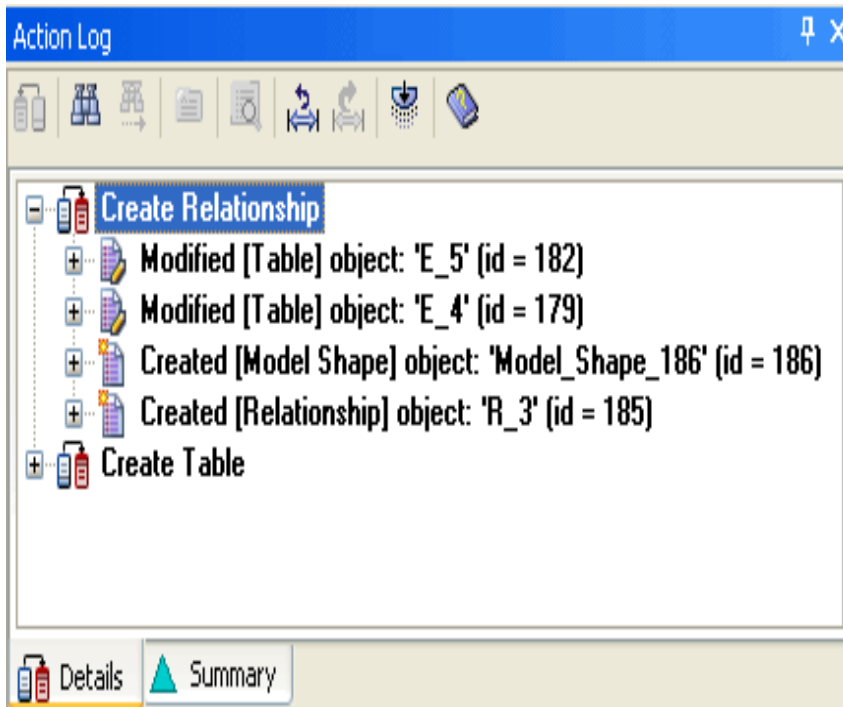 Action Log
Create Relationship
Modified [Table] object: 'E_5' (id = 182)
Modified [Table] object: 'E_4' (id = 179)
Created [Model Shape] object: 'Model_Shape_186' (id = 186)
Created [Relationship] object: 'R_3' (id = 185)
Create Table
Details Summary